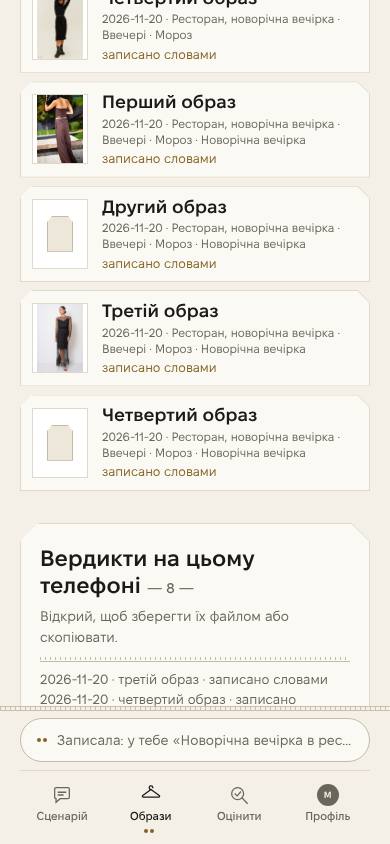 Четвертий образ
2026-11-20 · Ресторан, новорічна вечірка ·
Ввечері · Мороз
записано словами
Перший образ
2026-11-20 · Ресторан, новорічна вечірка ·
Ввечері · Мороз · Новорічна вечірка
записано словами
Другий образ
2026-11-20 · Ресторан, новорічна вечірка ·
Ввечері · Мороз · Новорічна вечірка
записано словами
Третій образ
2026-11-20 · Ресторан, новорічна вечірка ·
Ввечері · Мороз · Новорічна вечірка
записано словами
Четвертий образ
2026-11-20 · Ресторан, новорічна вечірка ·
Ввечері · Мороз · Новорічна вечірка
записано словами
Вердикти на цьому
телефоні — 8 —
Відкрий, щоб зберегти їх файлом або
скопіювати.
2026-11-20 · третій образ · записано словами
2026-11-20 · четвертий образ · записано
Записала: у тебе «Новорічна вечірка в рес...
Сценарій
Образи
Оцінити
М
Профіль